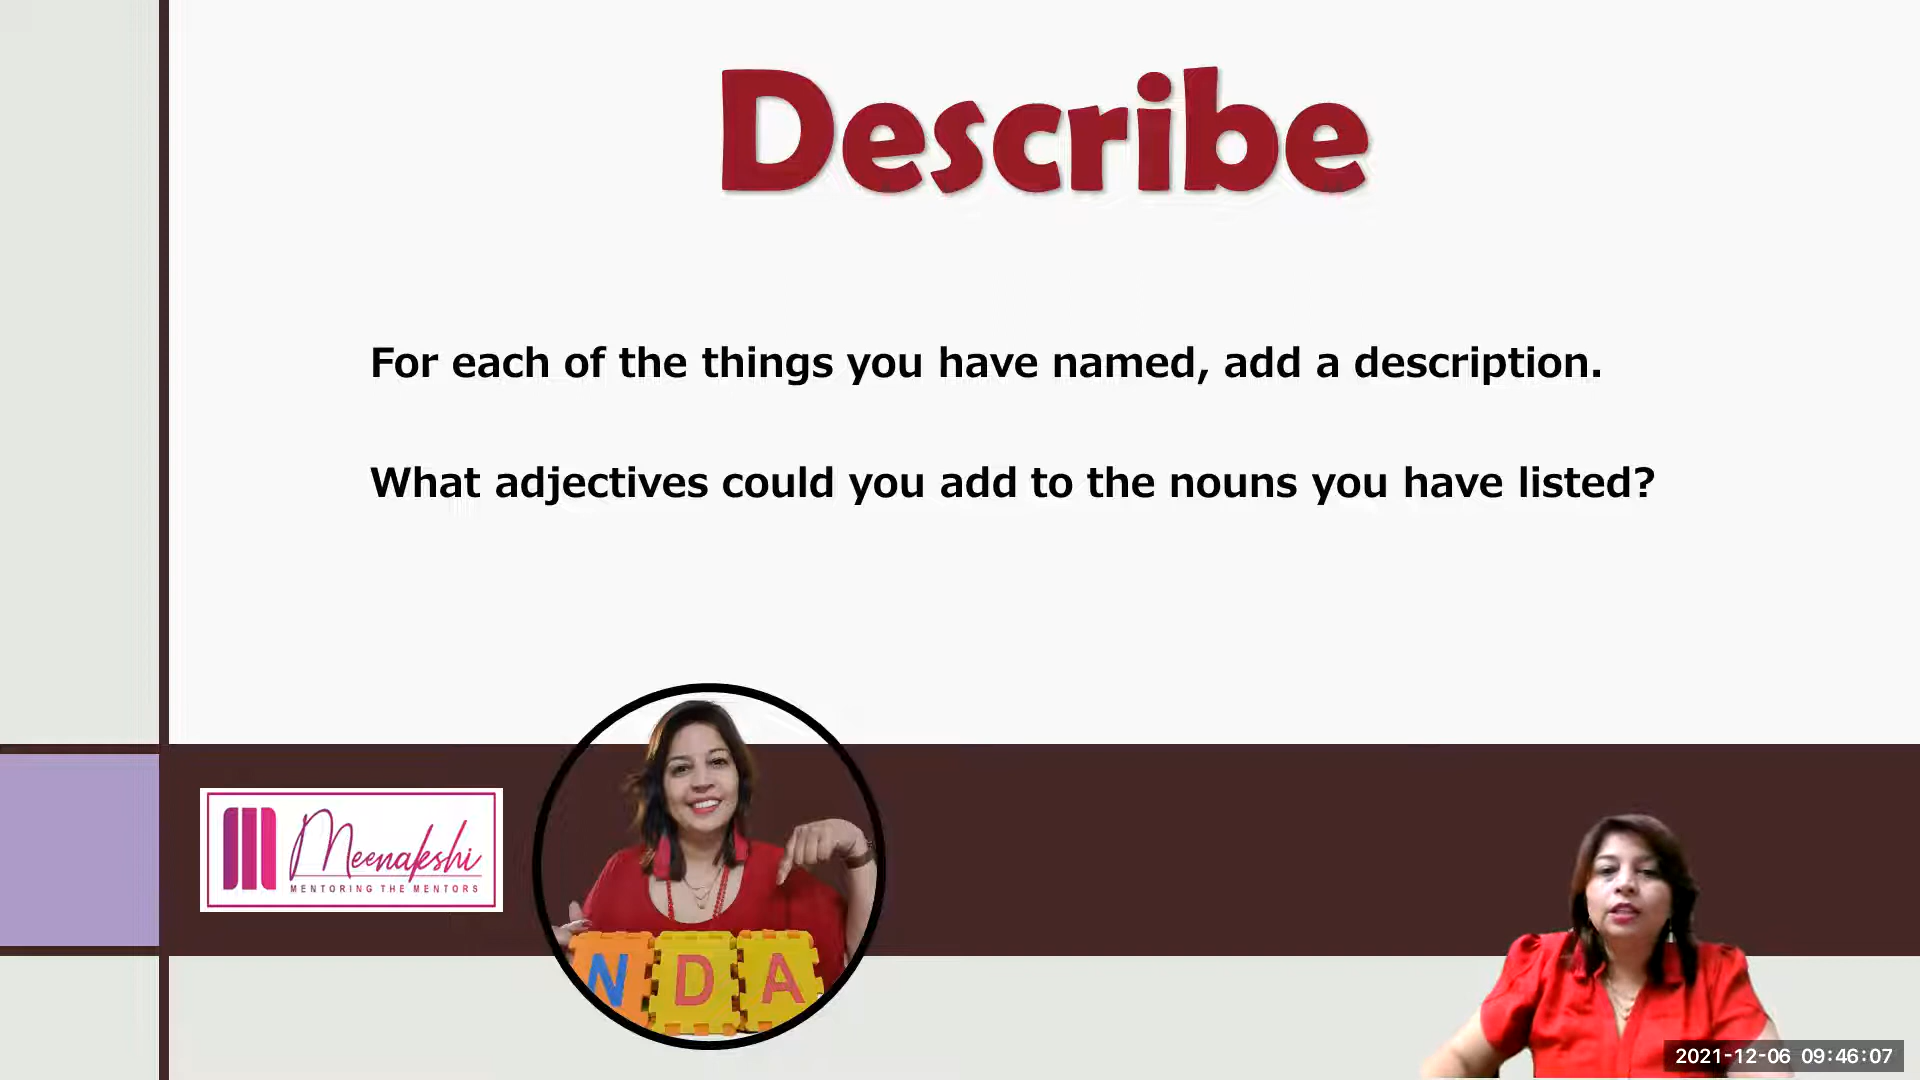 Describe
For each of the things you have named, add a description.
What adjectives could you add to the nouns you have listed?
Meenakshi
MENTORING THE MENTORS
N D A
2021-12-06 09:46:07